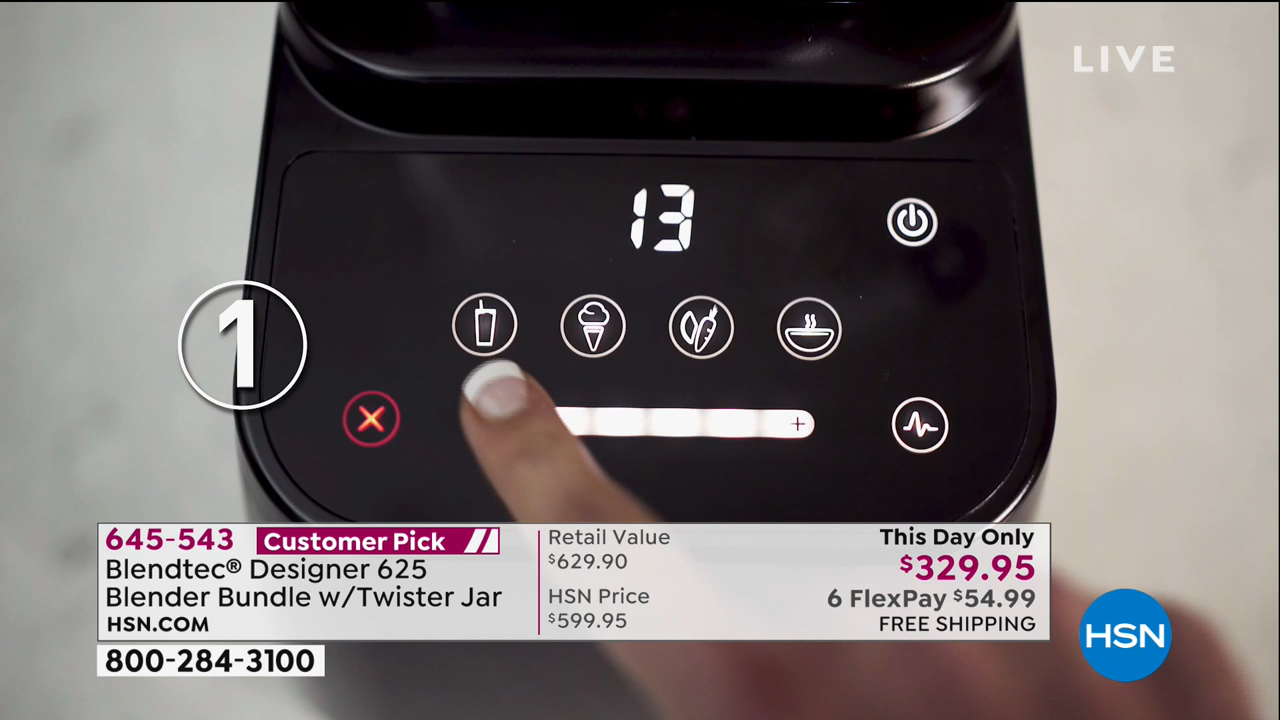 LIVE
13
1
+
645-543
Customer Pick
Blendtec® Designer 625
Blender Bundle w/Twister Jar
HSN.COM
Retail Value
$629.90
HSN Price
$599.95
This Day Only
$329.95
6 FlexPay $54.99
FREE SHIPPING
800-284-3100
HSN